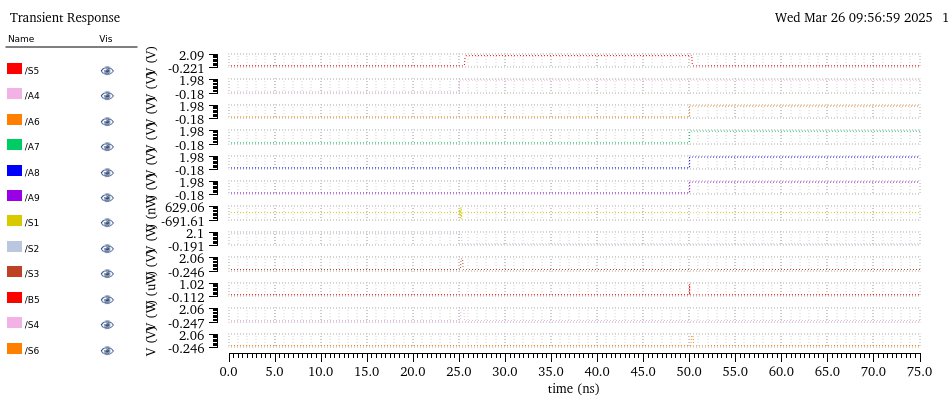 Transient Response Wed Mar 26 09:56:59 2025 1
Name Vis
/S5
/A4
/A6
/A7
/A8
/A9
/S1
/S2
/S3
/B5
/S4
/S6
2.09
-0.221
1.98
-0.18
1.98
-0.18
1.98
-0.18
1.98
-0.18
1.98
-0.18
629.06
-691.61
2.1
-0.191
2.06
-0.246
1.02
-0.112
2.06
-0.247
2.06
-0.246
0.0 5.0 10.0 15.0 20.0 25.0 30.0 35.0 40.0 45.0 50.0 55.0 60.0 65.0 70.0 75.0
time (ns)